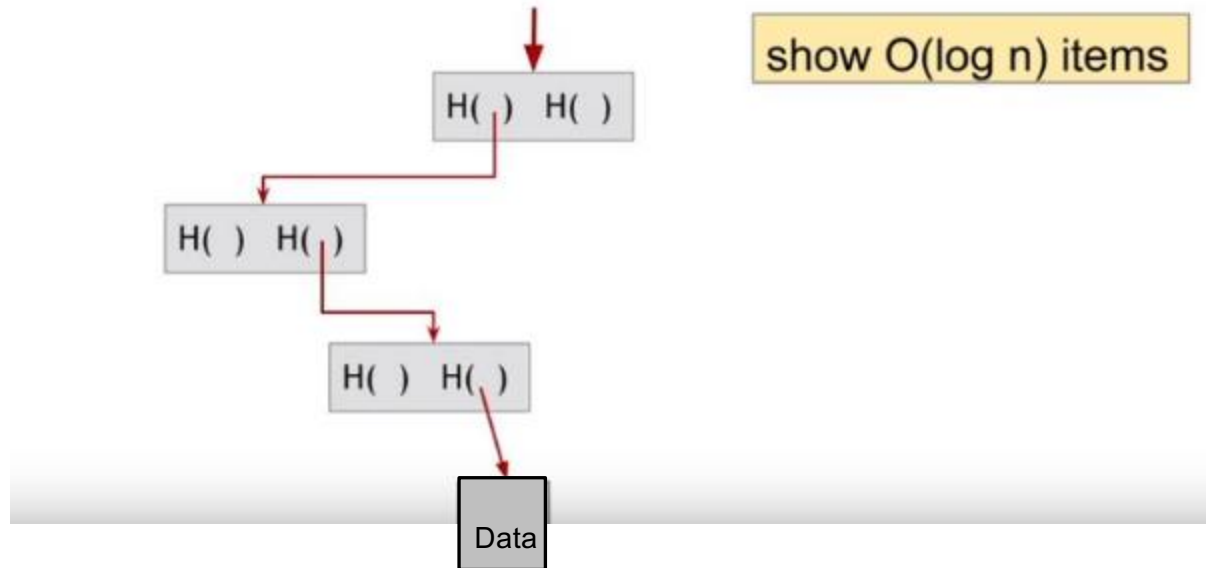 show O(log n) items
H( ) H( )
H( ) H( )
H( ) H( )
Data